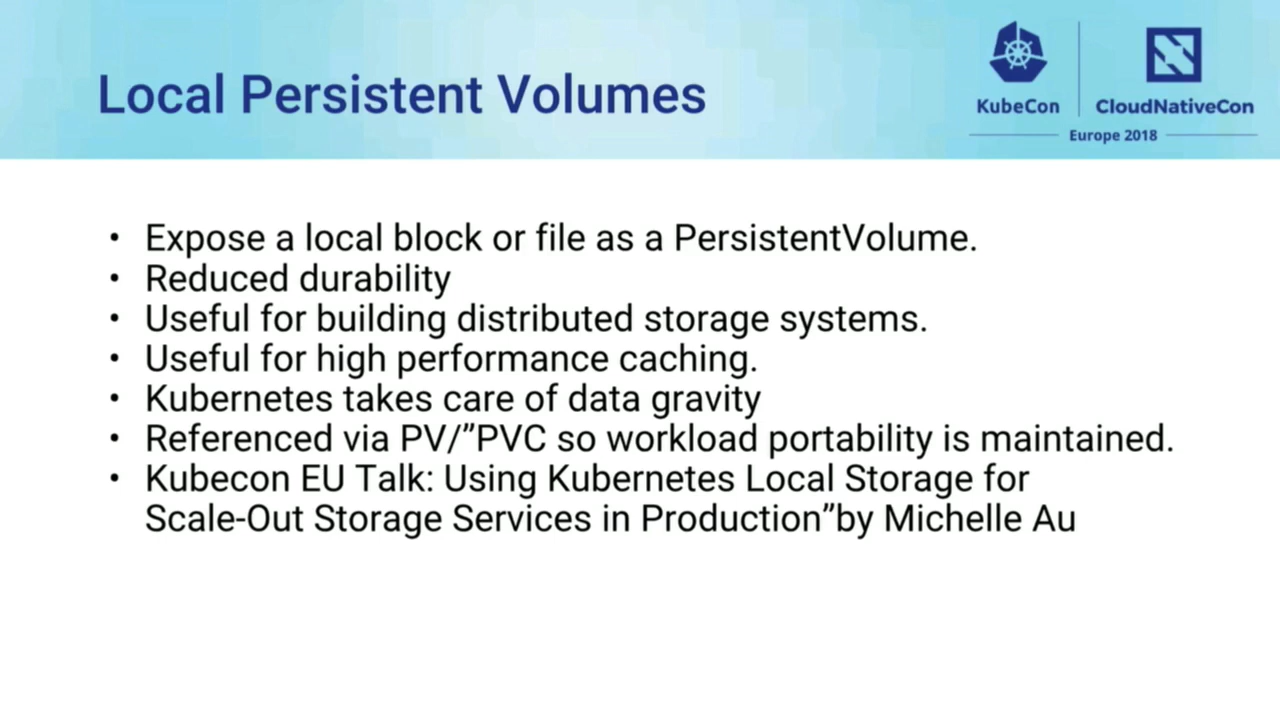 Local Persistent Volumes
KubeCon
CloudNativeCon
Europe 2018
• Expose a local block or file as a PersistentVolume.
• Reduced durability
• Useful for building distributed storage systems.
• Useful for high performance caching.
• Kubernetes takes care of data gravity
• Referenced via PV/”PVC so workload portability is maintained.
• Kubecon EU Talk: Using Kubernetes Local Storage for
Scale-Out Storage Services in Production”by Michelle Au